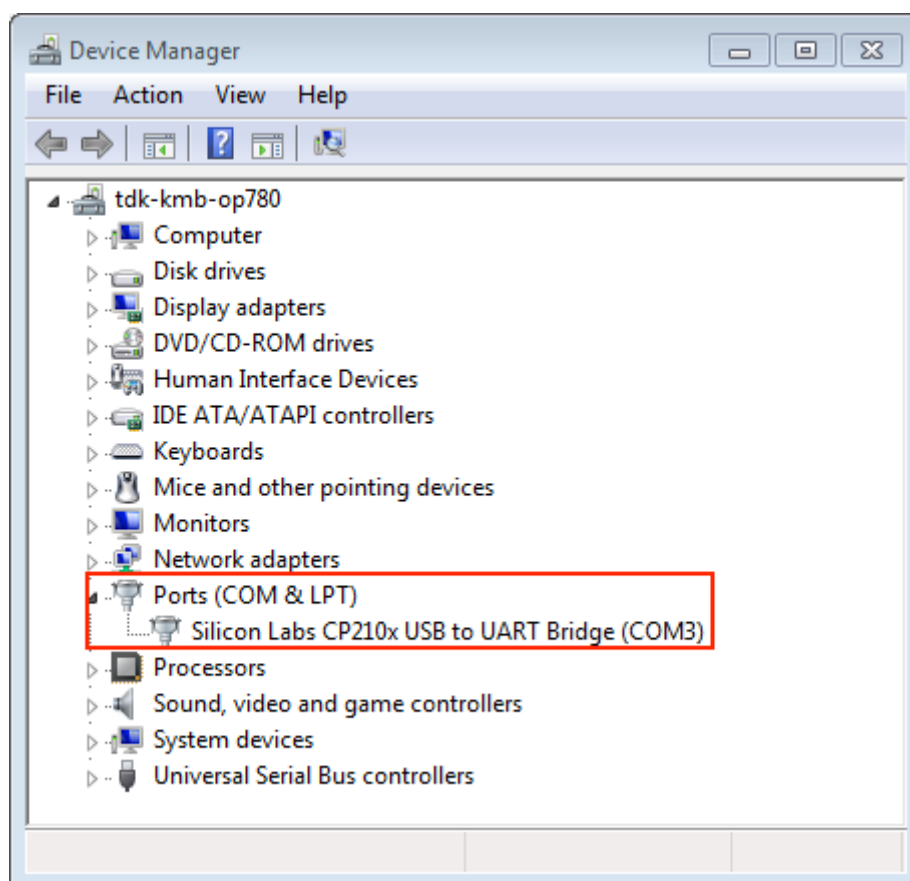 Device Manager
File Action View Help
?
tdk-kmb-op780
Computer
Disk drives
Display adapters
DVD/CD-ROM drives
Human Interface Devices
IDE ATA/ATAPI controllers
Keyboards
Mice and other pointing devices
Monitors
Network adapters
Ports (COM & LPT)
Silicon Labs CP210x USB to UART Bridge (COM3)
Processors
Sound, video and game controllers
System devices
Universal Serial Bus controllers